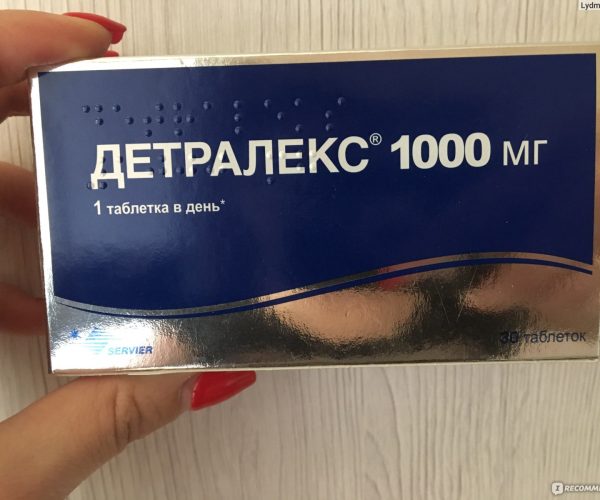 Lydm
ДЕТРАЛЕКС® 1000 МГ
1 таблетка в день*
SERVIER
30 таблеток